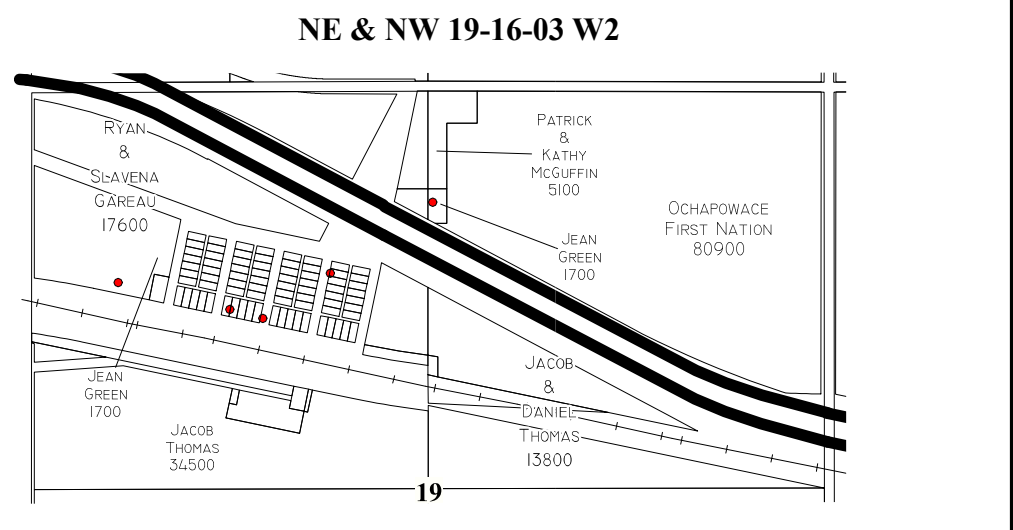 NE & NW 19-16-03 W2
RYAN
&
SLAVENA
GAREAU
17600
PATRICK
&
KATHY
MCGUFFIN
5100
OCHAPOWACE
FIRST NATION
80900
JEAN
GREEN
1700
JEAN
GREEN
1700
JACOB
THOMAS
34500
JACOB
&
DANIEL
THOMAS
13800
19